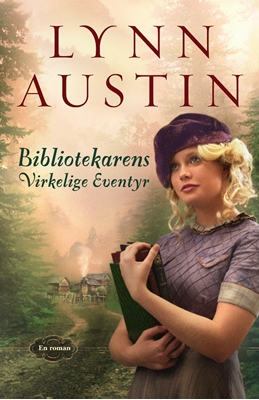 LYNN
AUSTIN
Bibliotekarens
Virkelige Eventyr
En roman